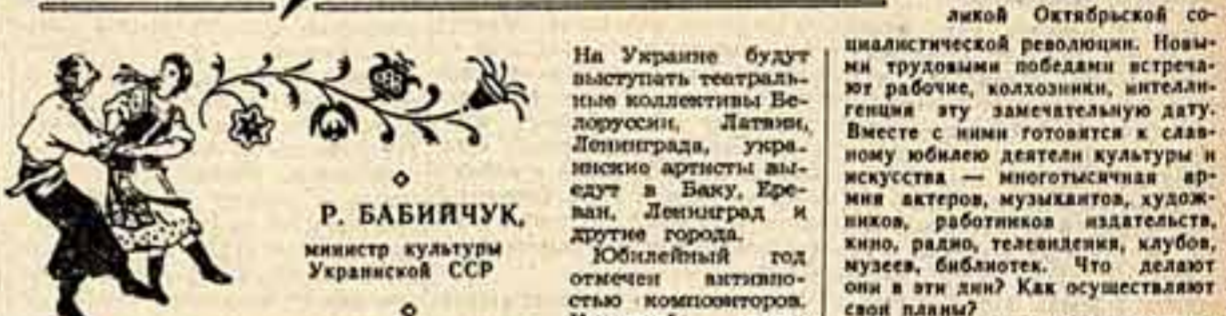 Р. БАБИЙЧУК,
министр культуры
Украинской ССР
На Украине будут
выступать театраль-
ные коллективы Бе-
лоруссии, Латвии,
Ленинграда, укра-
инские артисты вы-
едут в Баку, Ере-
ван, Ленинград и
другие города.
Юбилейный год
отмечен активно-
стью композиторов.
ликой Октябрьской со-
циалистической революции. Новы-
ми трудовыми победами встреча-
ют рабочие, колхозники, интелли-
генция эту замечательную дату.
Вместе с ними готовится к слав-
ному юбилею деятели культуры и
искусства — многотысячная ар-
мия актеров, музыкантов, худож-
ников, работников издательств,
кино, радио, телевидения, клубов,
музеев, библиотек. Что делают
они в эти дни? Как осуществляют
свои планы?